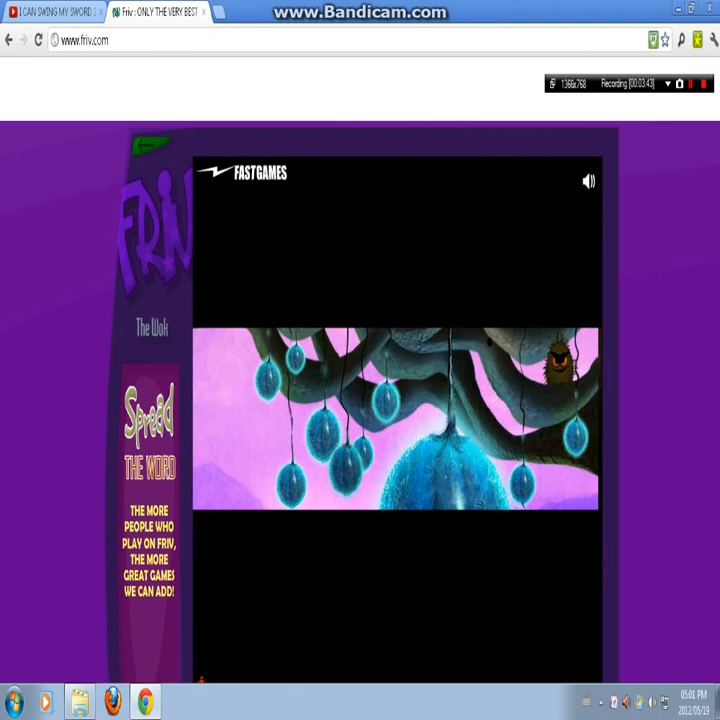 www.Bandicam.com
I CAN SWING MY SWORD
Friv : ONLY THE VERY BEST
www.friv.com
1366x768 Recording [00:03:43]
FASTGAMES
FRIV
The Wok
Spread
THE WORD
THE MORE
PEOPLE WHO
PLAY ON FRIV,
THE MORE
GREAT GAMES
WE CAN ADD!
05:01 PM
2012/05/19